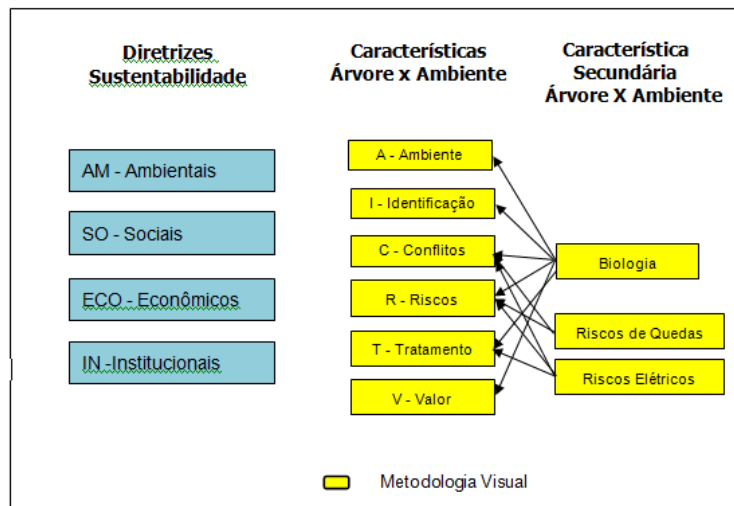 Diretrizes
Sustentabilidade
Características
Árvore x Ambiente
Característica
Secundária
Árvore X Ambiente
AM - Ambientais
SO - Sociais
ECO - Econômicos
IN -Institucionais
A - Ambiente
I - Identificação
C - Conflitos
R - Riscos
T - Tratamento
V - Valor
Biologia
Riscos de Quedas
Riscos Elétricos
Metodologia Visual